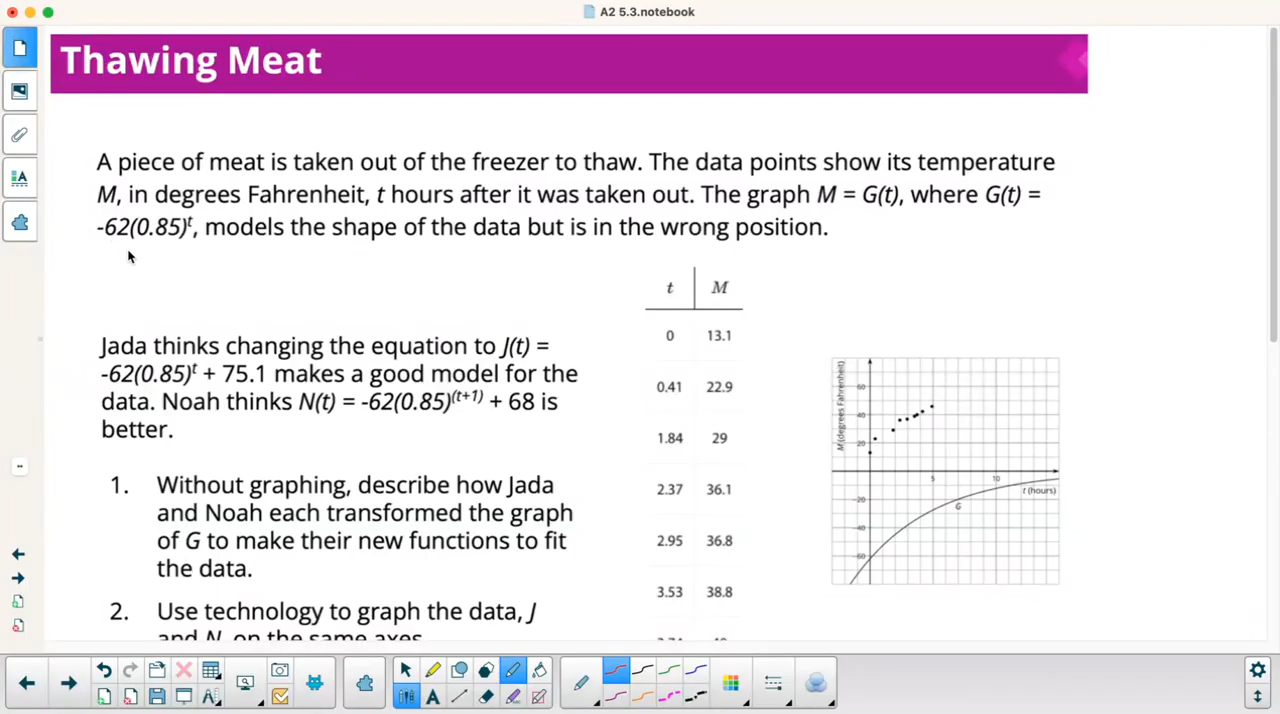 A2 5.3.notebook
Thawing Meat
A piece of meat is taken out of the freezer to thaw. The data points show its temperature
M, in degrees Fahrenheit, t hours after it was taken out. The graph M = G(t), where G(t) =
-62(0.85)^t, models the shape of the data but is in the wrong position.
Jada thinks changing the equation to J(t) =
-62(0.85)^t + 75.1 makes a good model for the
data. Noah thinks N(t) = -62(0.85)^(t+1) + 68 is
better.
1. Without graphing, describe how Jada
and Noah each transformed the graph
of G to make their new functions to fit
the data.
2. Use technology to graph the data, J
and N, on the same axes.
t M
0 13.1
0.41 22.9
1.84 29
2.37 36.1
2.95 36.8
3.53 38.8
M (degrees Fahrenheit)
60
40
20
5 10
t (hours)
-20
G
-40
-60
A
A